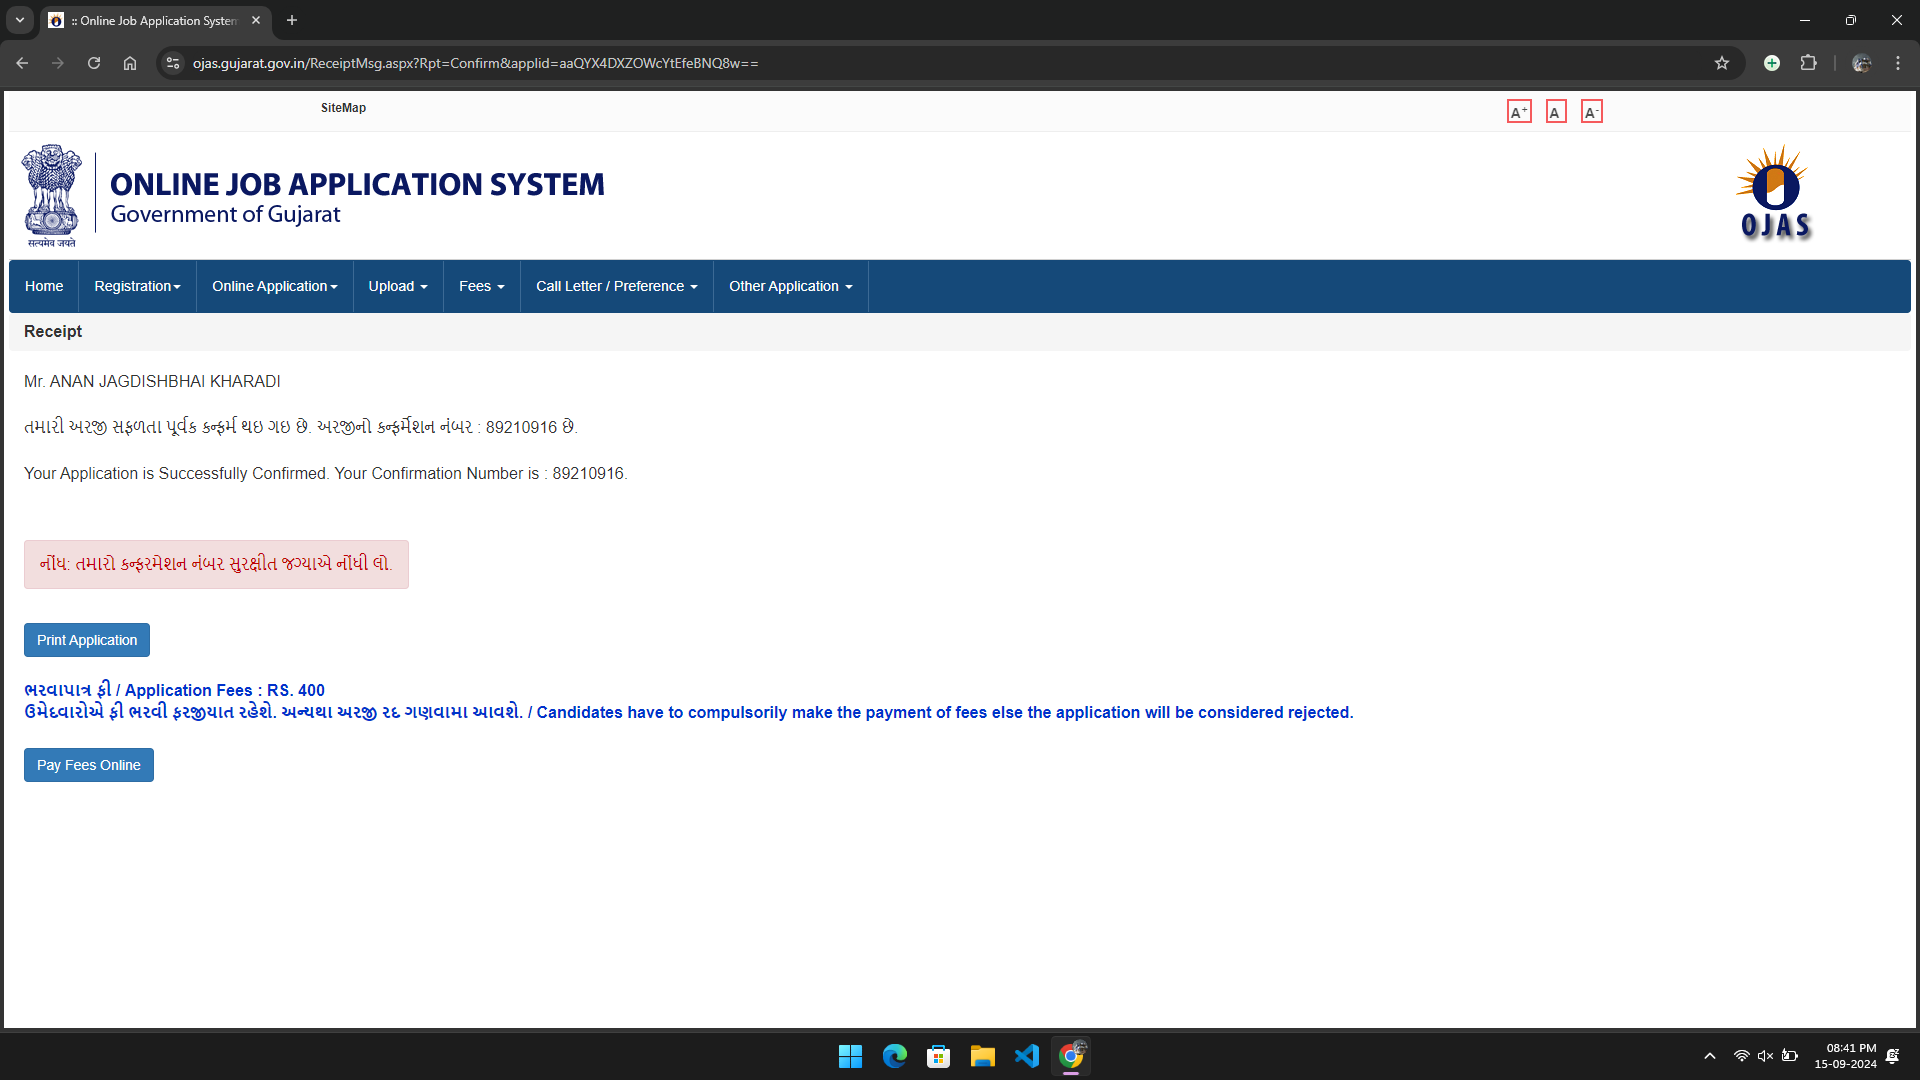 :: Online Job Application System
ojas.gujarat.gov.in/ReceiptMsg.aspx?Rpt=Confirm&applid=aaQYX4DXZOWcYtEfeBNQ8w==
SiteMap
A+ A A-
सत्यमेव जयते
ONLINE JOB APPLICATION SYSTEM
Government of Gujarat
OJAS
Home Registration Online Application Upload Fees Call Letter / Preference Other Application
Receipt
Mr. ANAN JAGDISHBHAI KHARADI
તમારી અરજી સફળતા પૂર્વક કન્ફર્મ થઇ ગઇ છે. અરજીનો કન્ફર્મેશન નંબર : 89210916 છે.
Your Application is Successfully Confirmed. Your Confirmation Number is : 89210916.
નોંધ: તમારો કન્ફરમેશન નંબર સુરક્ષીત જગ્યાએ નોંધી લો.
Print Application
ભરવાપાત્ર ફી / Application Fees : RS. 400
ઉમેદવારોએ ફી ભરવી ફરજીયાત રહેશે. અન્યથા અરજી રદ ગણવામા આવશે. / Candidates have to compulsorily make the payment of fees else the application will be considered rejected.
Pay Fees Online
08:41 PM
15-09-2024